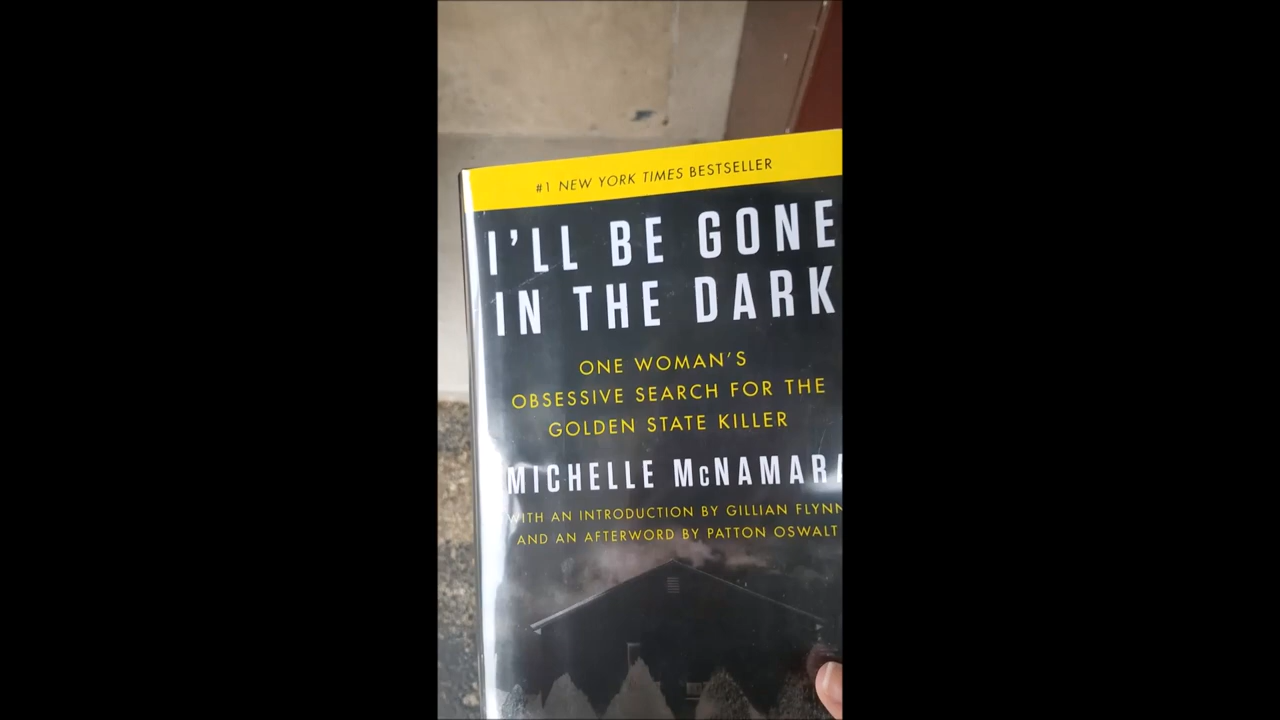 #1 NEW YORK TIMES BESTSELLER
I'LL BE GONE
IN THE DARK
ONE WOMAN'S
OBSESSIVE SEARCH FOR THE
GOLDEN STATE KILLER
MICHELLE McNAMARA
WITH AN INTRODUCTION BY GILLIAN FLYNN
AND AN AFTERWORD BY PATTON OSWALT